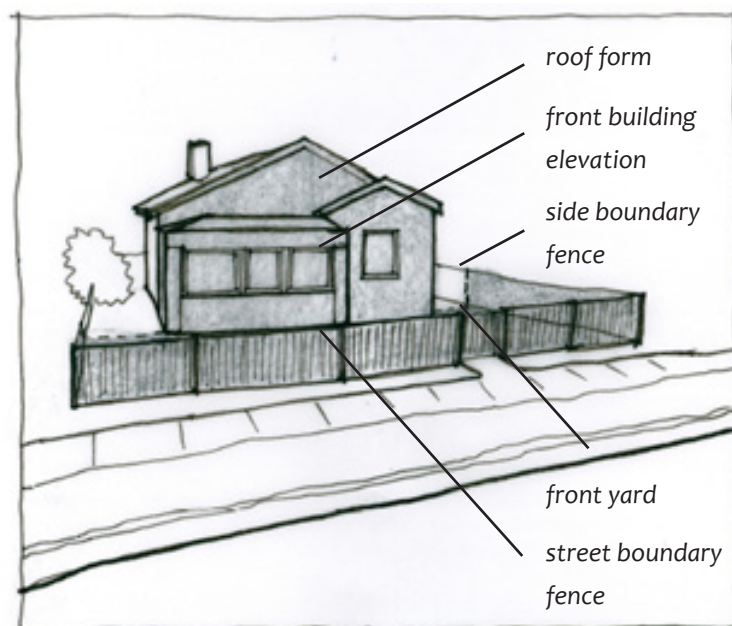 roof form
front building
elevation
side boundary
fence
front yard
street boundary
fence